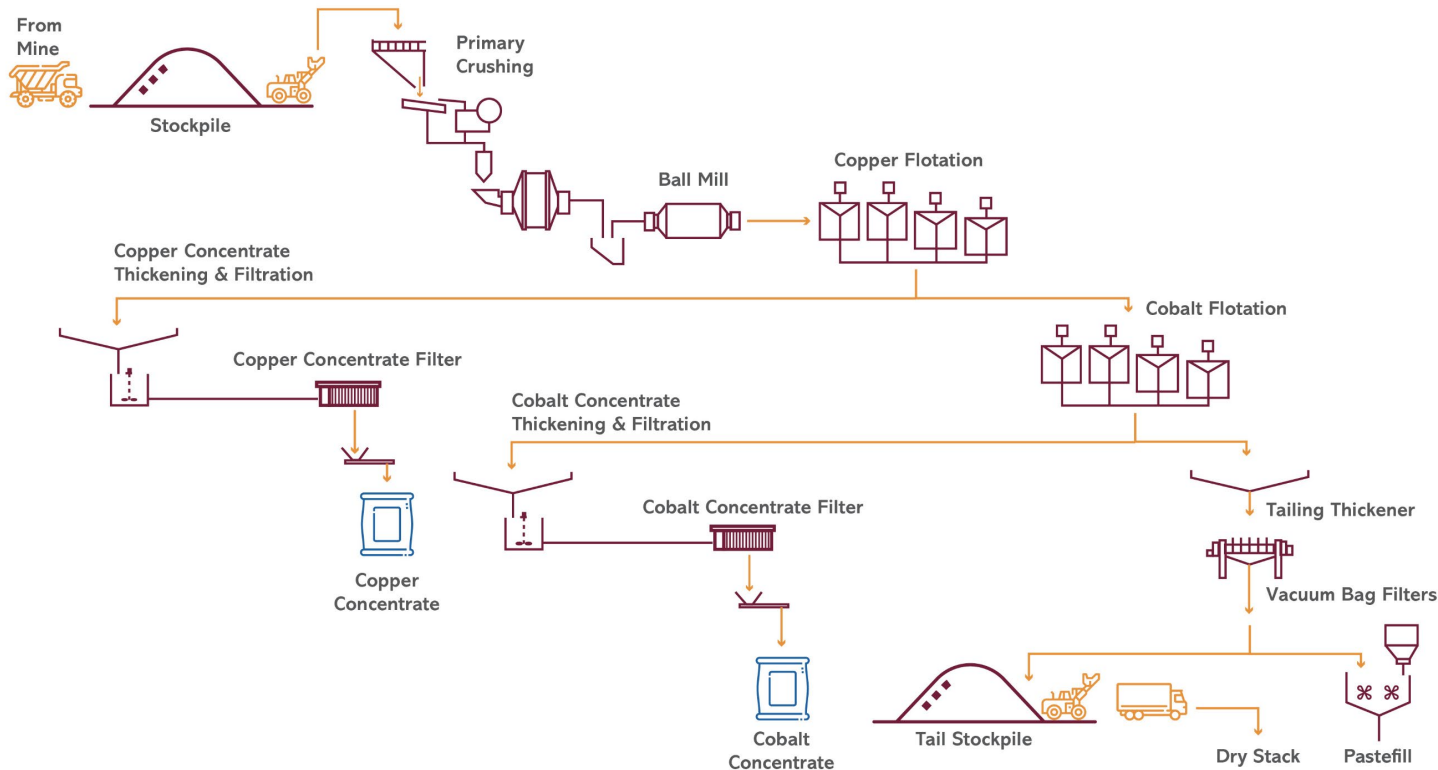 From
Mine
Stockpile
Primary
Crushing
Ball Mill
Copper Flotation
Copper Concentrate
Thickening & Filtration
Cobalt Flotation
Copper Concentrate Filter
Cobalt Concentrate
Thickening & Filtration
Copper
Concentrate
Cobalt Concentrate Filter
Tailing Thickener
Vacuum Bag Filters
Cobalt
Concentrate
Tail Stockpile
Dry Stack
Pastefill